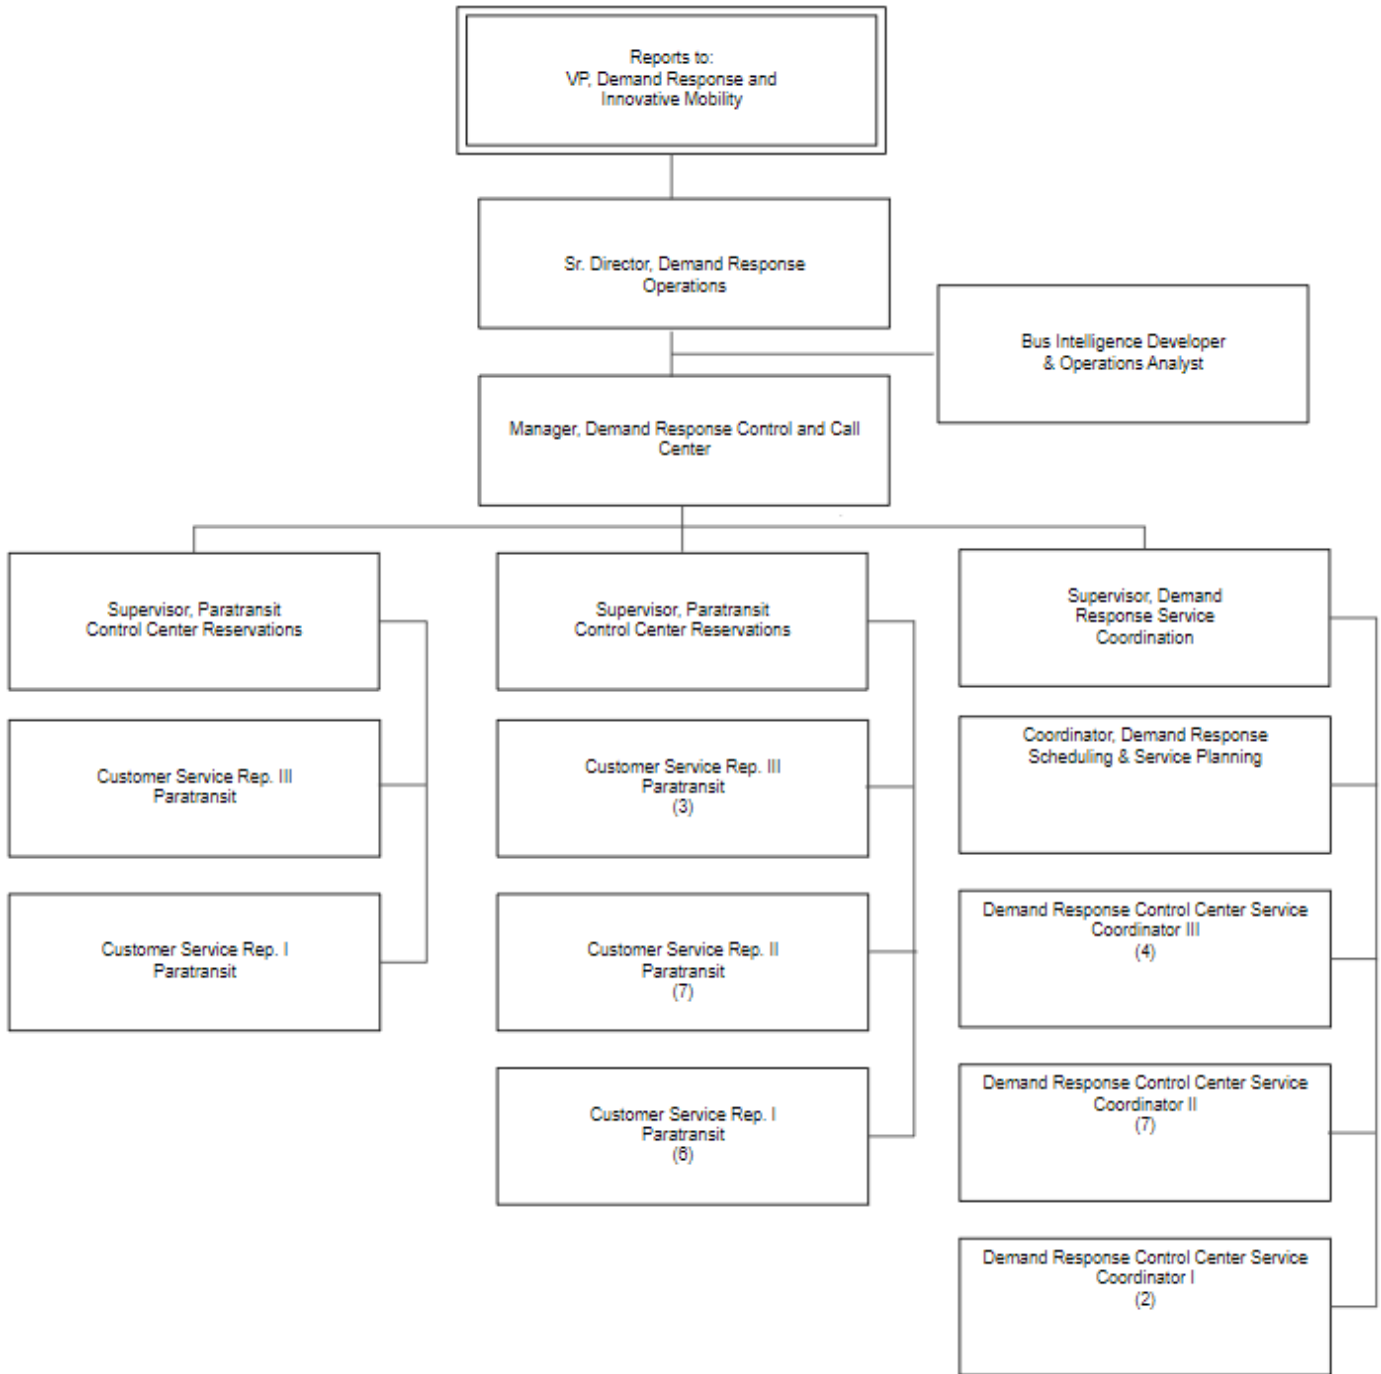 Reports to:
VP, Demand Response and
Innovative Mobility
Sr. Director, Demand Response
Operations
Bus Intelligence Developer
& Operations Analyst
Manager, Demand Response Control and Call
Center
Supervisor, Paratransit
Control Center Reservations
Supervisor, Paratransit
Control Center Reservations
Supervisor, Demand
Response Service
Coordination
Customer Service Rep. III
Paratransit
Customer Service Rep. III
Paratransit
(3)
Coordinator, Demand Response
Scheduling & Service Planning
Customer Service Rep. I
Paratransit
Customer Service Rep. II
Paratransit
(7)
Demand Response Control Center Service
Coordinator III
(4)
Customer Service Rep. I
Paratransit
(6)
Demand Response Control Center Service
Coordinator II
(7)
Demand Response Control Center Service
Coordinator I
(2)